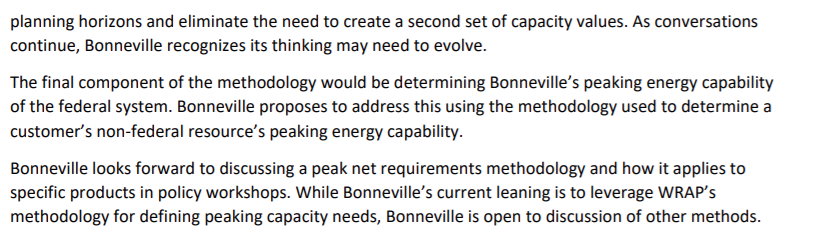 planning horizons and eliminate the need to create a second set of capacity values. As conversations
continue, Bonneville recognizes its thinking may need to evolve.
The final component of the methodology would be determining Bonneville’s peaking energy capability
of the federal system. Bonneville proposes to address this using the methodology used to determine a
customer’s non-federal resource’s peaking energy capability.
Bonneville looks forward to discussing a peak net requirements methodology and how it applies to
specific products in policy workshops. While Bonneville’s current leaning is to leverage WRAP’s
methodology for defining peaking capacity needs, Bonneville is open to discussion of other methods.